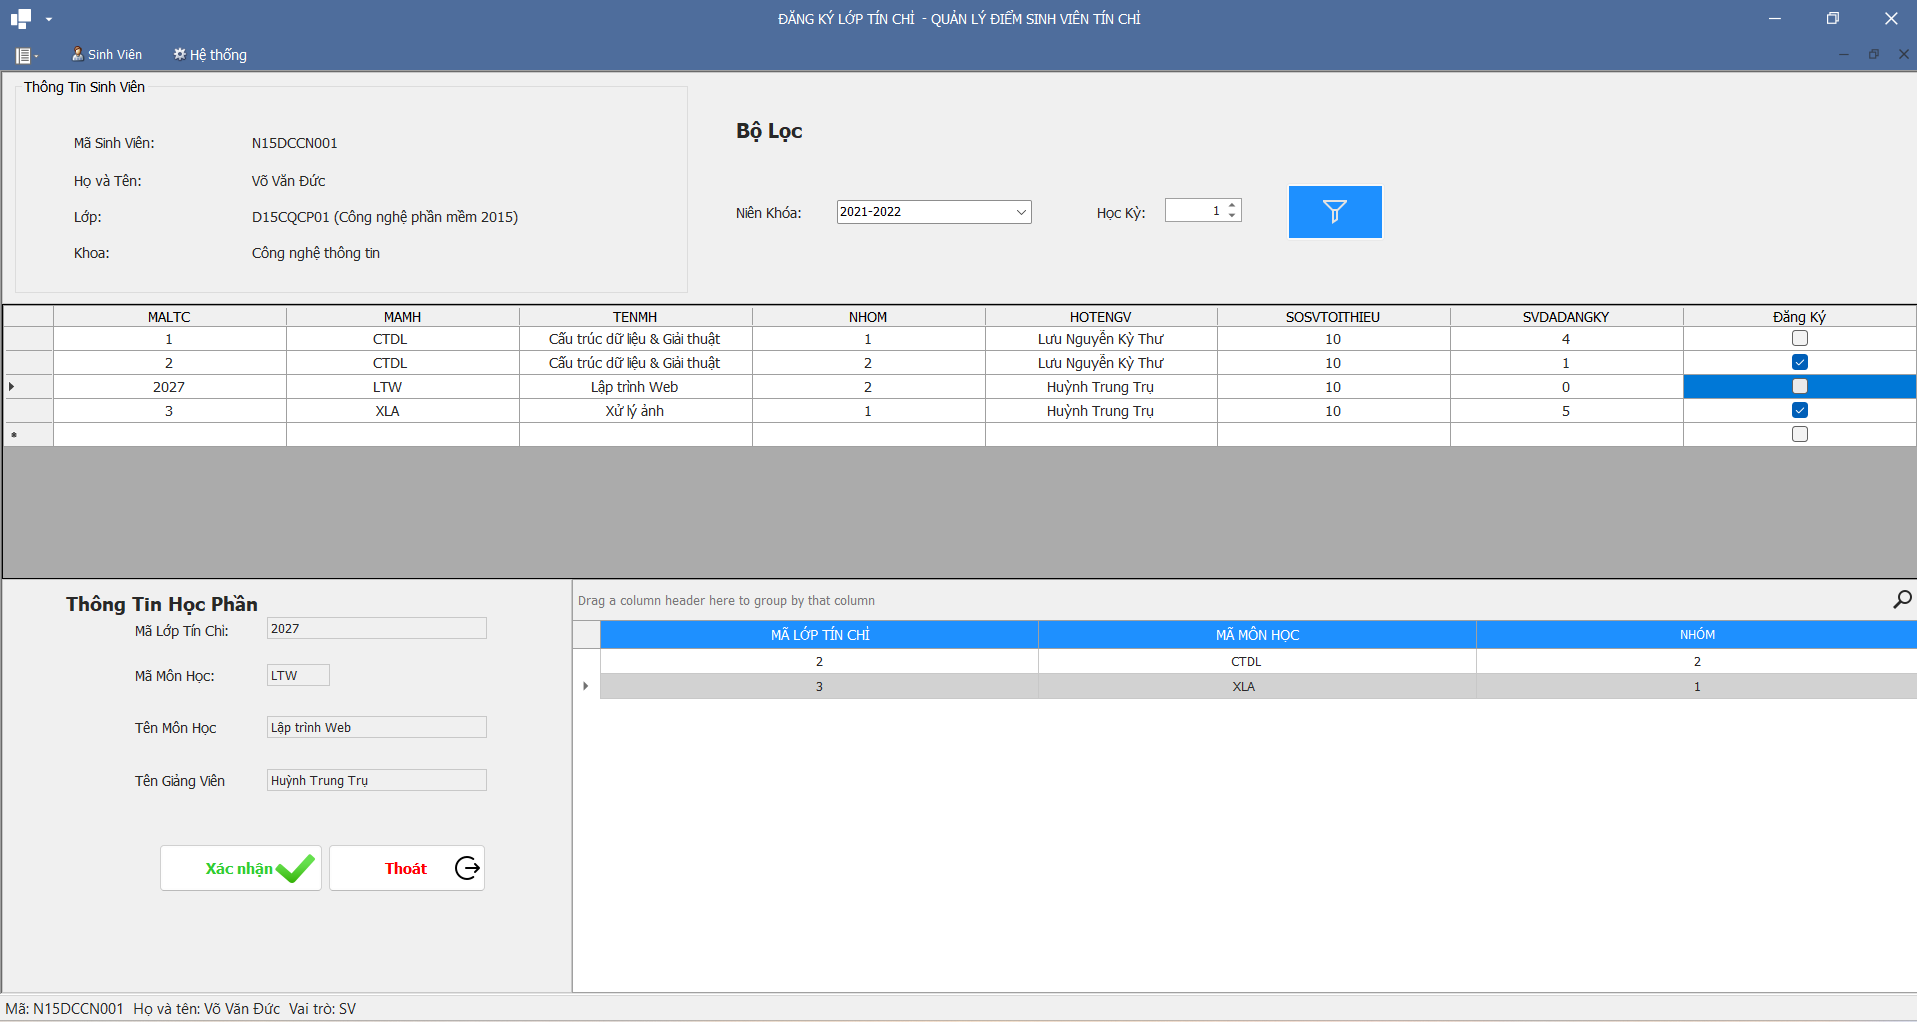 ĐĂNG KÝ LỚP TÍN CHỈ - QUẢN LÝ ĐIỂM SINH VIÊN TÍN CHỈ
Sinh Viên Hệ thống
Thông Tin Sinh Viên
Mã Sinh Viên: N15DCCN001
Họ và Tên: Võ Văn Đức
Lớp: D15CQCP01 (Công nghệ phần mềm 2015)
Khoa: Công nghệ thông tin
Bộ Lọc
Niên Khóa: 2021-2022 Học Kỳ: 1
MALTC MAMH TENMH NHOM HOTENGV SOSVTOITHIEU SVDADANGKY Đăng Ký
1 CTDL Cấu trúc dữ liệu & Giải thuật 1 Lưu Nguyễn Kỳ Thư 10 4
2 CTDL Cấu trúc dữ liệu & Giải thuật 2 Lưu Nguyễn Kỳ Thư 10 1
2027 LTW Lập trình Web 2 Huỳnh Trung Trụ 10 0
3 XLA Xử lý ảnh 1 Huỳnh Trung Trụ 10 5
Thông Tin Học Phần
Mã Lớp Tín Chỉ: 2027
Mã Môn Học: LTW
Tên Môn Học Lập trình Web
Tên Giảng Viên Huỳnh Trung Trụ
Xác nhận Thoát
Drag a column header here to group by that column
MÃ LỚP TÍN CHỈ MÃ MÔN HỌC NHÓM
2 CTDL 2
3 XLA 1
Mã: N15DCCN001 Họ và tên: Võ Văn Đức Vai trò: SV